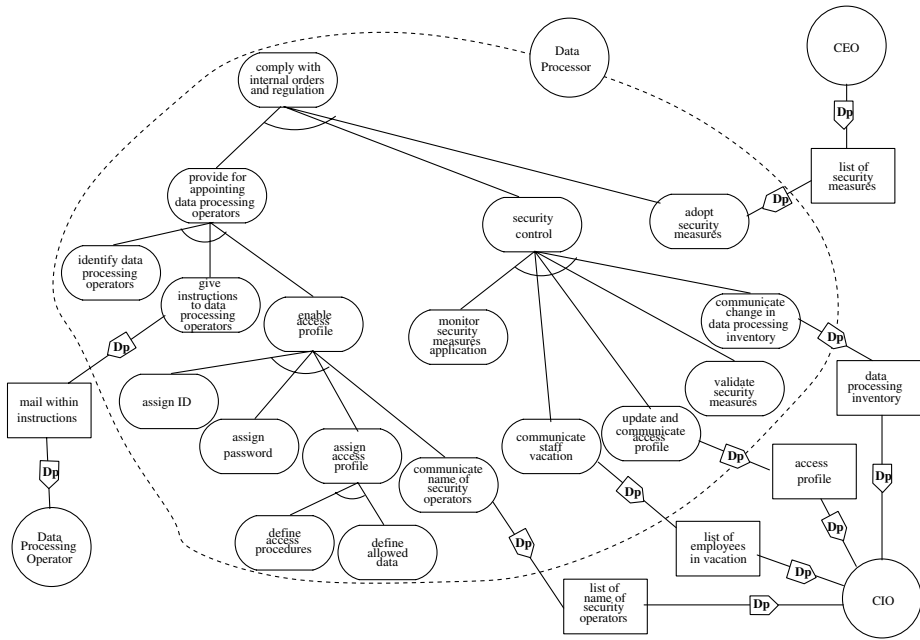 CEO
Data
Processor
comply with
internal orders
and regulation
Dp
list of
security
measures
provide for
appointing
data processing
operators
Dp
adopt
security
measures
security
control
identify data
processing
operators
give
instructions
to data
processing
operators
enable
access
profile
monitor
security
measures
application
communicate
change in
data processing
inventory
Dp
Dp
validate
security
measures
data
processing
inventory
assign ID
mail within
instructions
assign
password
assign
access
profile
communicate
name of
security
operators
communicate
staff
vacation
update and
communicate
access
profile
Dp
access
profile
Dp
Dp
Dp
Dp
define
access
procedures
define
allowed
data
Dp
list of
employees
in vacation
Dp
Data
Processing
Operator
list of
name of
security
operators
Dp
CIO